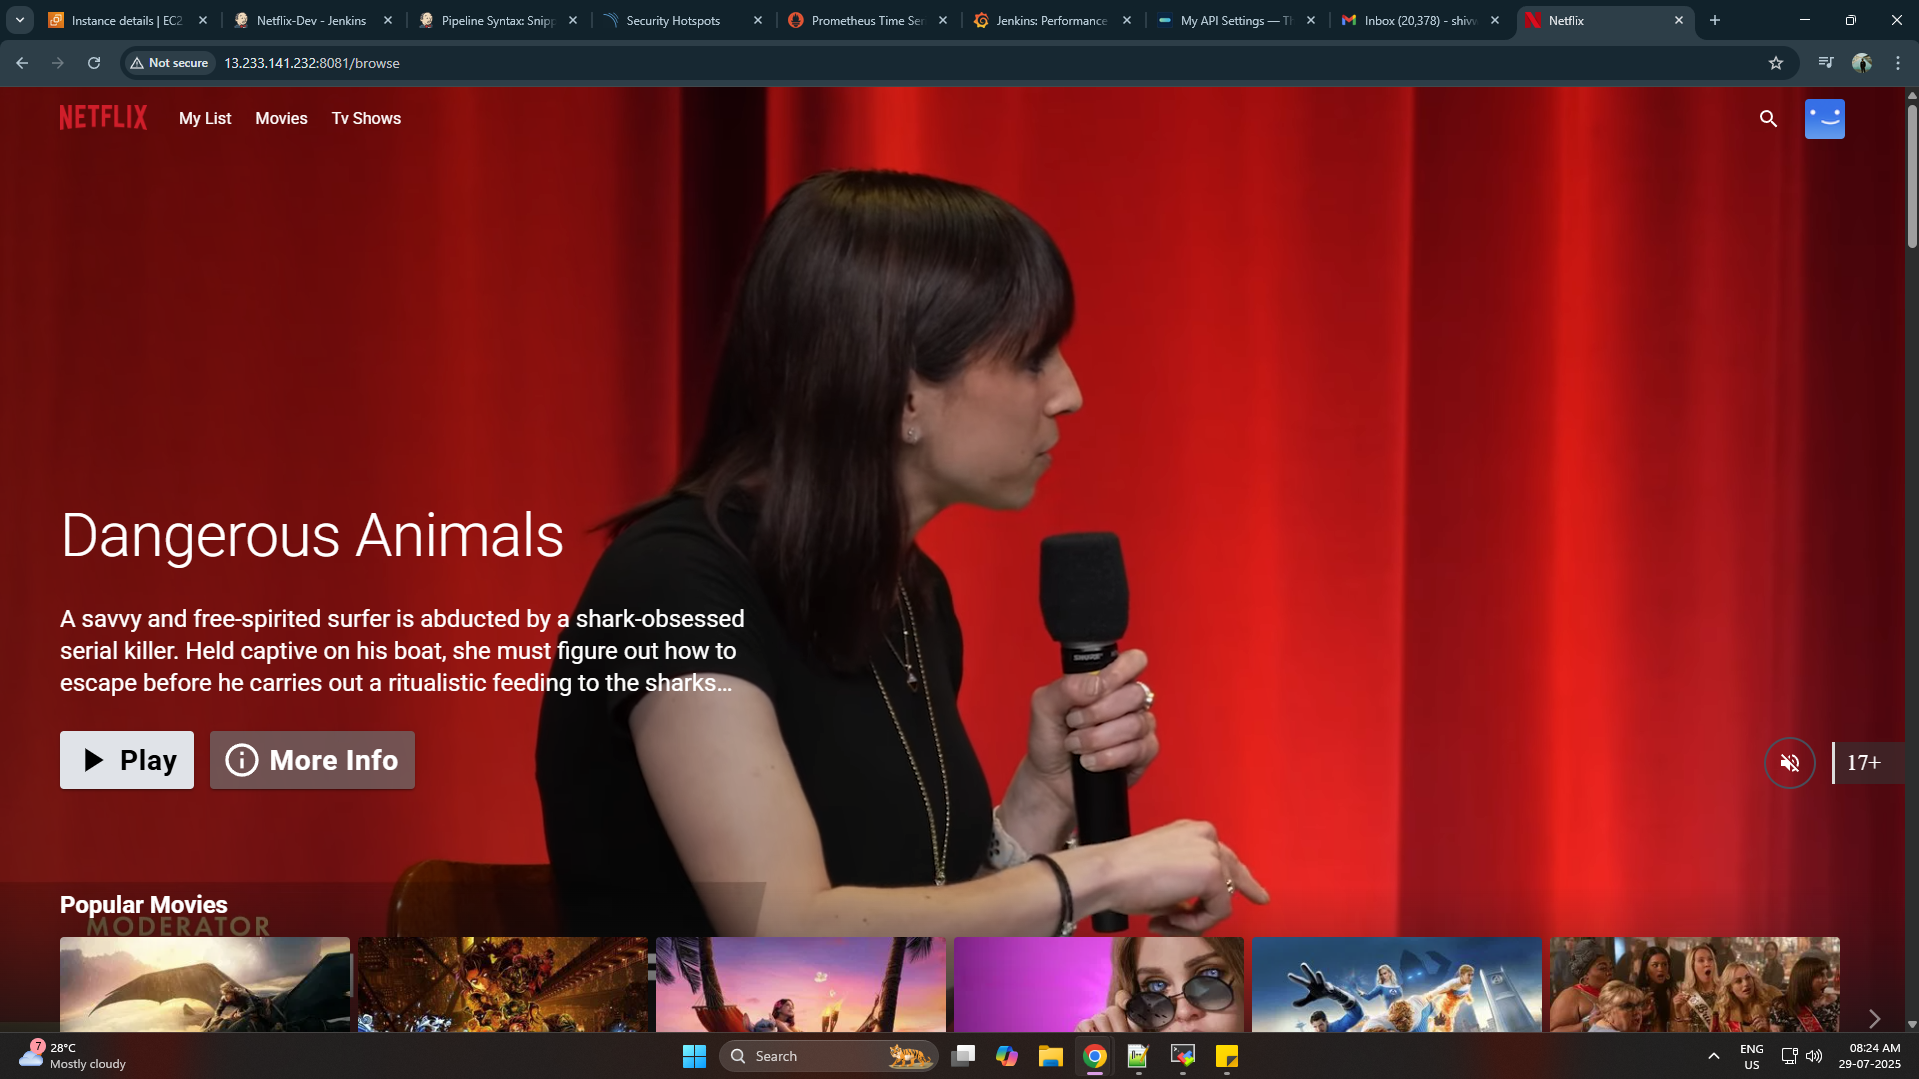 Instance details | EC2
Netflix-Dev - Jenkins
Pipeline Syntax: Snipp
Security Hotspots
Prometheus Time Ser
Jenkins: Performance
My API Settings — Th
Inbox (20,378) - shivw
Netflix
Not secure
13.233.141.232:8081/browse
NETFLIX
My List
Movies
Tv Shows
Dangerous Animals
A savvy and free-spirited surfer is abducted by a shark-obsessed
serial killer. Held captive on his boat, she must figure out how to
escape before he carries out a ritualistic feeding to the sharks...
Play
More Info
17+
Popular Movies
MODERATOR
7
28°C
Mostly cloudy
Search
ENG
US
08:24 AM
29-07-2025